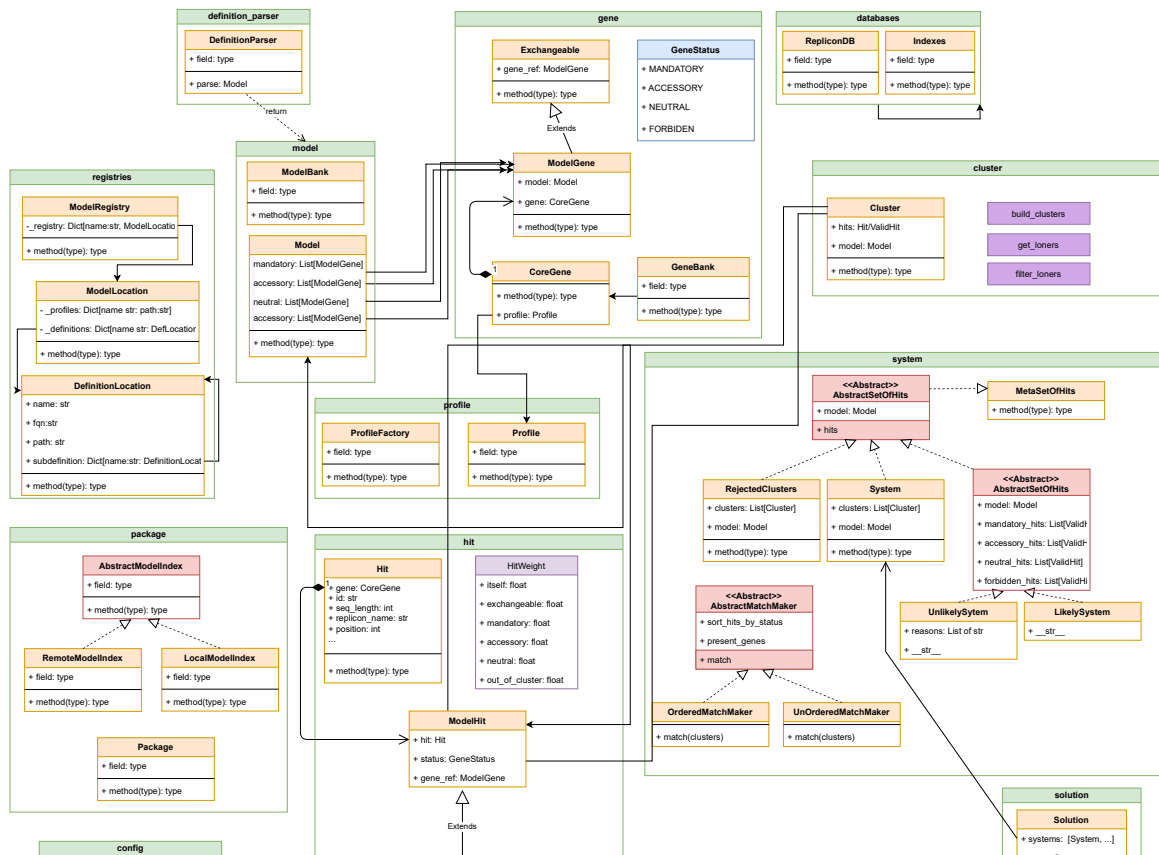 definition_parser
DefinitionParser
+ field: type
+ parse: Model
return
gene
Exchangeable
+ gene_ref: ModelGene
+ method(type): type
Extends
GeneStatus
+ MANDATORY
+ ACCESSORY
+ NEUTRAL
+ FORBIDEN
ModelGene
+ model: Model
+ gene: CoreGene
+ method(type): type
1
CoreGene
+ method(type): type
+ profile: Profile
GeneBank
+ field: type
+ method(type): type
databases
RepliconDB
+ field: type
+ method(type): type
Indexes
+ field: type
+ method(type): type
model
ModelBank
+ field: type
+ method(type): type
Model
mandatory: List[ModelGene]
accessory: List[ModelGene]
neutral: List[ModelGene]
accessory: List[ModelGene]
+ method(type): type
registries
ModelRegistry
-_registry: Dict[name:str, ModelLocatio
+ method(type): type
ModelLocation
- _profiles: Dict[name str: path:str]
- _definitions: Dict[name str: DefLocation
+ method(type): type
DefinitionLocation
+ name: str
+ fqn:str
+ path: str
+ subdefinition: Dict[name:str: DefinitionLocat
+ method(type): type
cluster
Cluster
+ hits: Hit/ValidHit
+ model: Model
+ method(type): type
build_clusters
get_loners
filter_loners
profile
ProfileFactory
+ field: type
+ method(type): type
Profile
+ field: type
+ method(type): type
system
<<Abstract>>
AbstractSetOfHits
+ model: Model
+ hits
MetaSetOfHits
+ method(type): type
RejectedClusters
+ clusters: List[Cluster]
+ model: Model
+ method(type): type
System
+ clusters: List[Cluster]
+ model: Model
+ method(type): type
<<Abstract>>
AbstractSetOfHits
+ model: Model
+ mandatory_hits: List[ValidH
+ accessory_hits: List[ValidH
+ neutral_hits: List[ValidHit]
+ forbidden_hits: List[ValidHi
UnlikelySytem
+ reasons: List of str
+ __str__
LikelySystem
+ __str__
<<Abstract>>
AbstractMatchMaker
+ sort_hits_by_status
+ present_genes
+ match
OrderedMatchMaker
+ match(clusters)
UnOrderedMatchMaker
+ match(clusters)
package
AbstractModelIndex
+ field: type
+ method(type): type
RemoteModelIndex
+ field: type
+ method(type): type
LocalModelIndex
+ field: type
+ method(type): type
Package
+ field: type
+ method(type): type
hit
Hit
1
+ gene: CoreGene
+ id: str
+ seq_length: int
+ replicon_name: str
+ position: int
...
+ method(type): type
HitWeight
+ itself: float
+ exchangeable: float
+ mandatory: float
+ accessory: float
+ neutral: float
+ out_of_cluster: float
ModelHit
+ hit: Hit
+ status: GeneStatus
+ gene_ref: ModelGene
Extends
solution
Solution
+ systems: [System, ...]
config